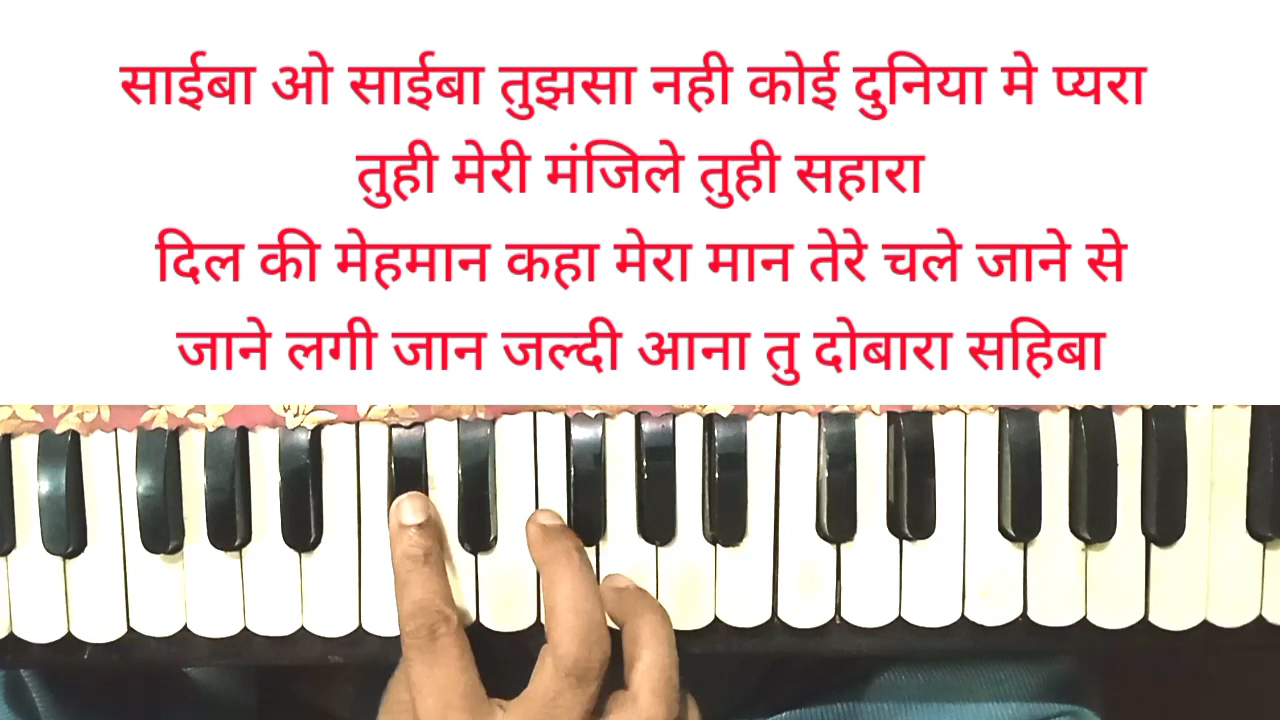 साईबा ओ साईबा तुझसा नही कोई दुनिया मे प्यरा
तुही मेरी मंजिले तुही सहारा
दिल की मेहमान कहा मेरा मान तेरे चले जाने से
जाने लगी जान जल्दी आना तु दोबारा सहिबा